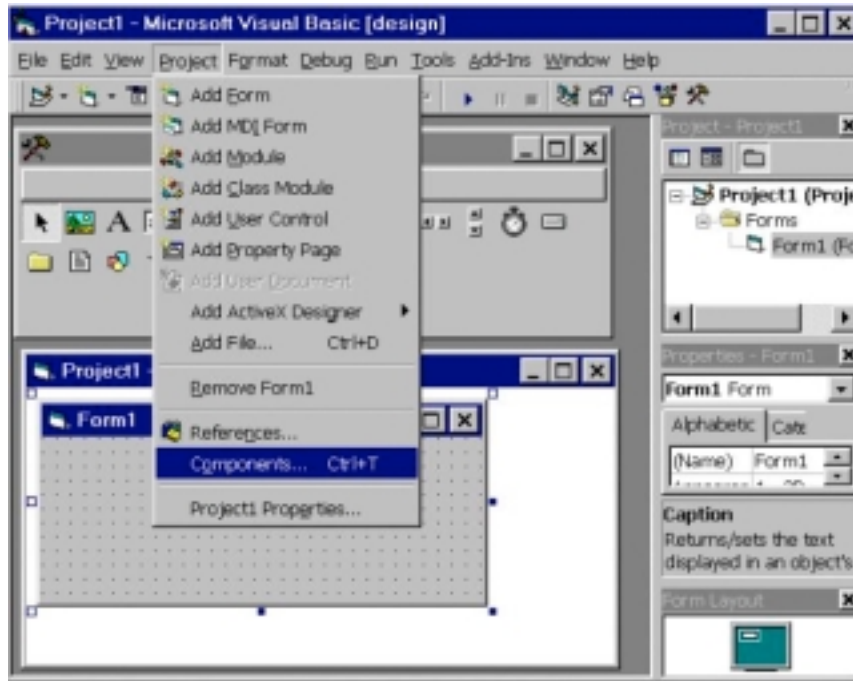 Project1 - Microsoft Visual Basic [design]
File Edit View Project Format Debug Run Tools Add-Ins Window Help
Add Form
Add MDI Form
Add Module
Add Class Module
Add User Control
Add Property Page
Add User Document
Add ActiveX Designer
Add File... Ctrl+D
Remove Form1
References...
Components... Ctrl+T
Project1 Properties...
A
Project1 -
Form1
Project - Project1
Project1 (Proje
Forms
Form1 (Fo
Properties - Form1
Form1 Form
Alphabetic Cate
(Name) Form1
Caption
Returns/sets the text
displayed in an object's
Form Layout